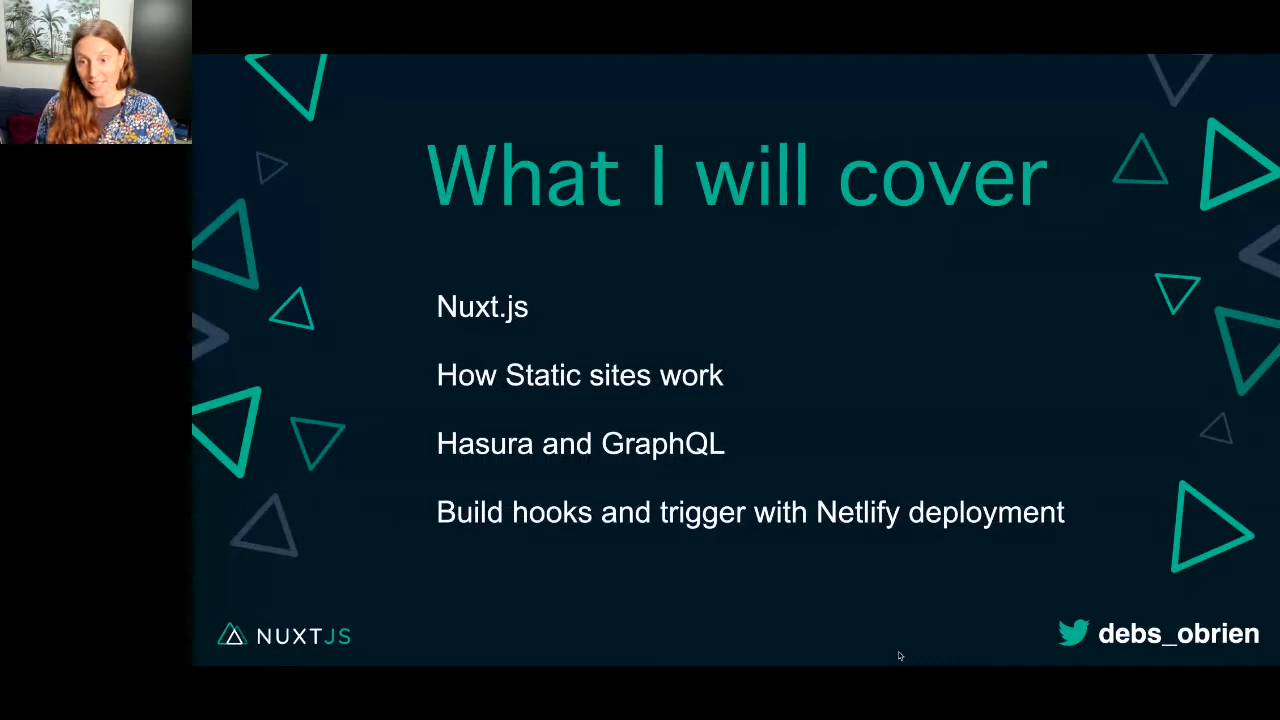 What I will cover
Nuxt.js
How Static sites work
Hasura and GraphQL
Build hooks and trigger with Netlify deployment
NUXTJS
debs_obrien